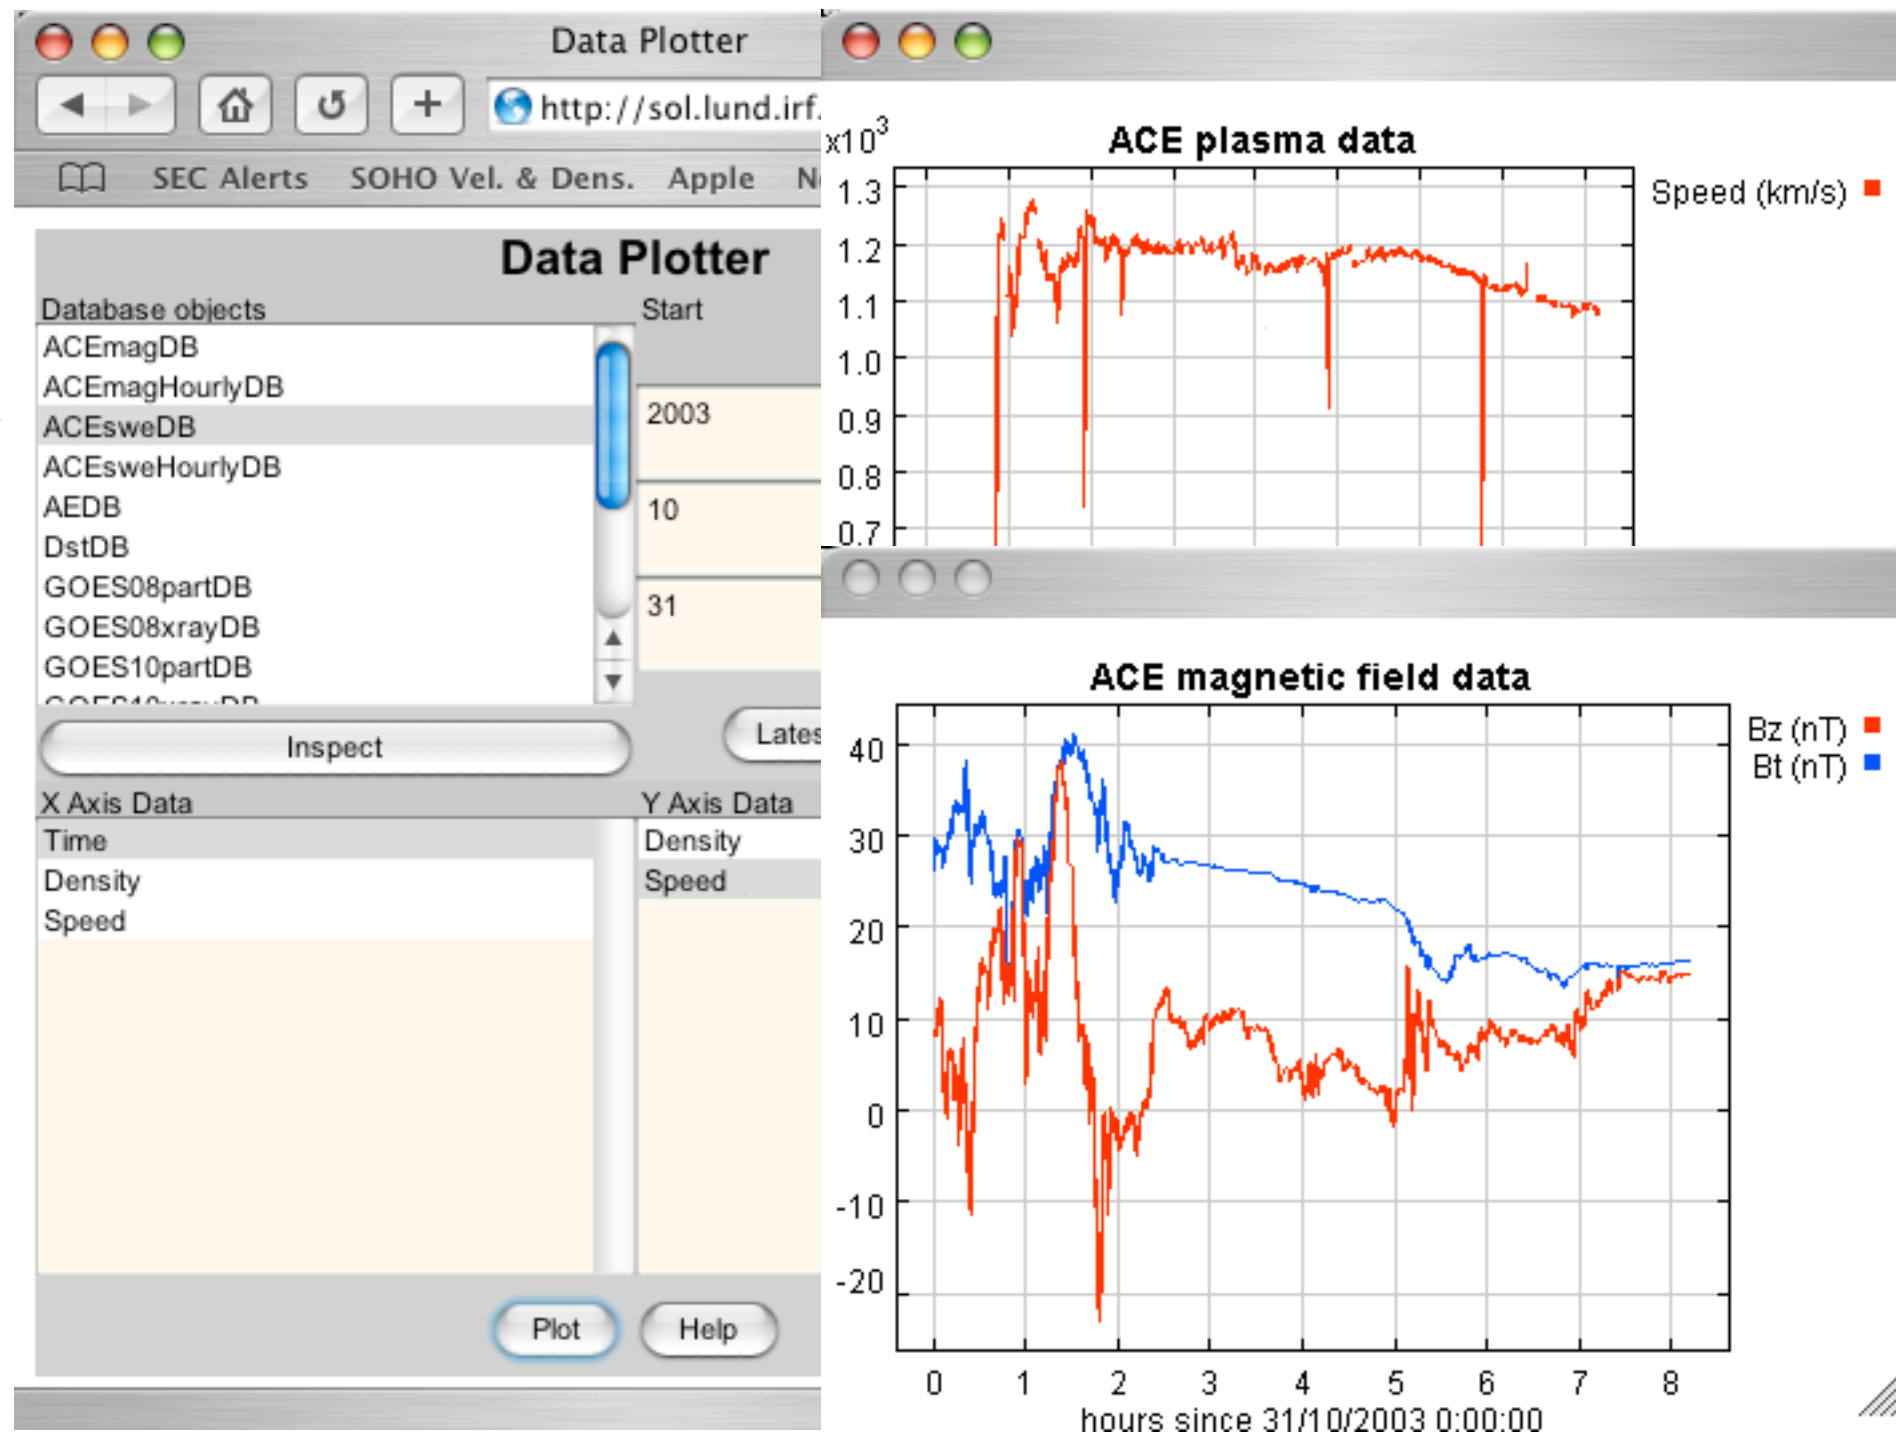 Data Plotter
http://sol.lund.irf.
SEC Alerts SOHO Vel. & Dens. Apple
Data Plotter
Database objects
ACEmagDB
ACEmagHourlyDB
ACEsweDB
ACEsweHourlyDB
AEDB
DstDB
GOES08partDB
GOES08xrayDB
GOES10partDB
Inspect
X Axis Data
Time
Density
Speed
Start
2003
10
31
Y Axis Data
Density
Speed
Plot
Help
ACE plasma data
x10³
1.3
1.2
1.1
1.0
0.9
0.8
0.7
Speed (km/s)
ACE magnetic field data
40
30
20
10
0
-10
-20
Bz (nT)
Bt (nT)
0 1 2 3 4 5 6 7 8
hours since 31/10/2003 0:00:00